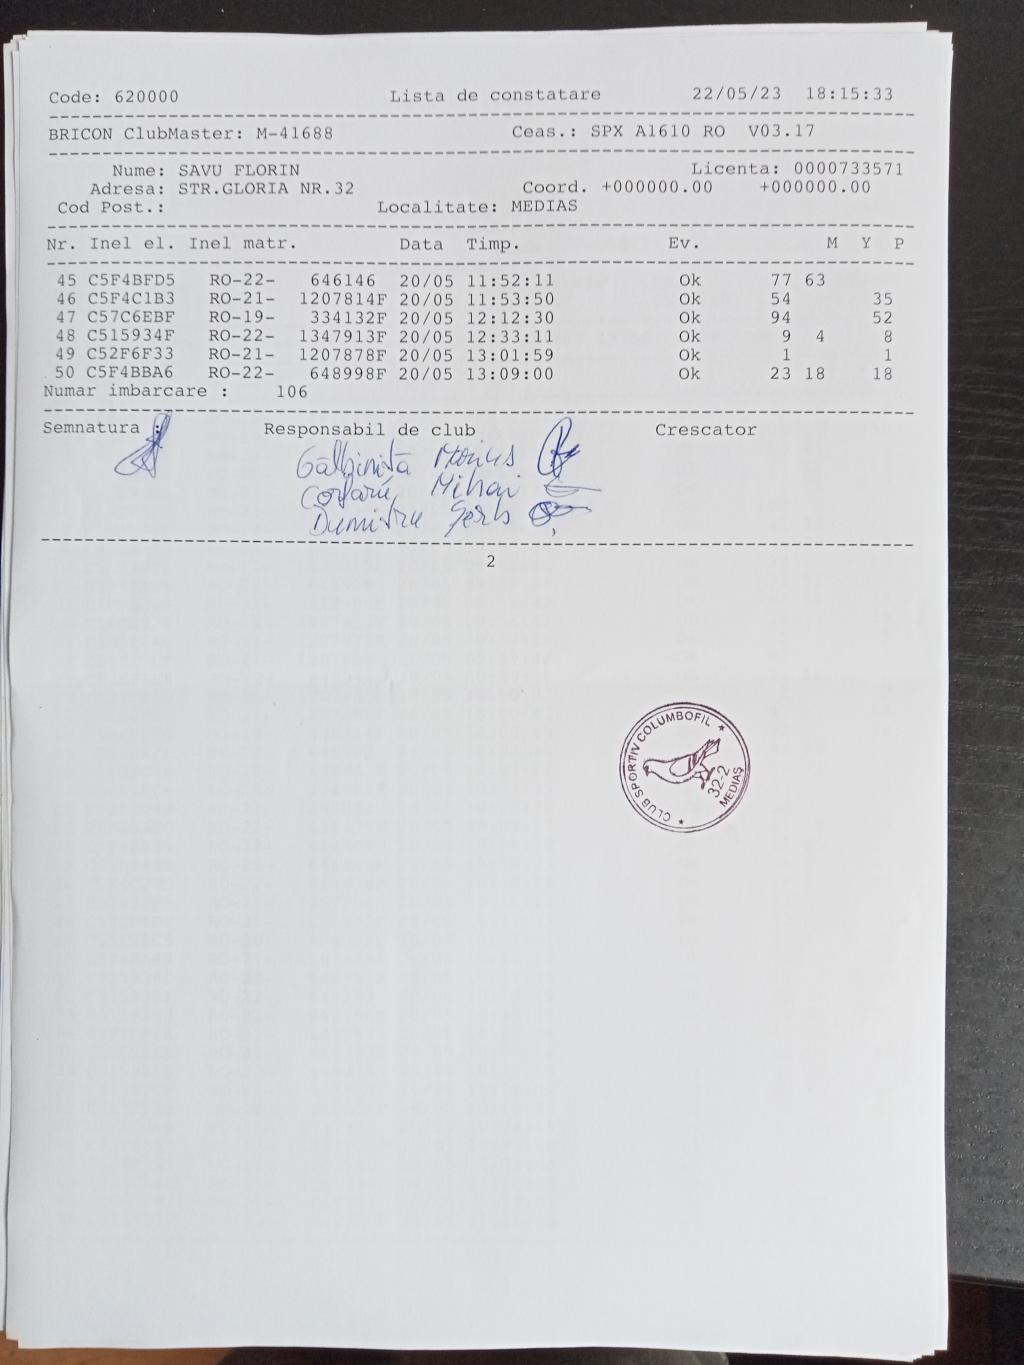 Code: 620000 Lista de constatare 22/05/23 18:15:33
BRICON ClubMaster: M-41688 Ceas.: SPX A1610 RO V03.17
Nume: SAVU FLORIN Licenta: 0000733571
Adresa: STR.GLORIA NR.32 Coord. +000000.00 +000000.00
Cod Post.: Localitate: MEDIAS
Nr. Inel el. Inel matr. Data Timp. Ev. M Y P
45 C5F4BFD5 RO-22- 646146 20/05 11:52:11 Ok 77 63
46 C5F4C1B3 RO-21- 1207814F 20/05 11:53:50 Ok 54 35
47 C57C6EBF RO-19- 334132F 20/05 12:12:30 Ok 94 52
48 C515934F RO-22- 1347913F 20/05 12:33:11 Ok 9 4 8
49 C52F6F33 RO-21- 1207878F 20/05 13:01:59 Ok 1 1
50 C5F4BBA6 RO-22- 648998F 20/05 13:09:00 Ok 23 18 18
Numar imbarcare : 106
Semnatura : Responsabil de club Crescator
Galbinită Marius
Mihai
Dumitru
2
CLUB SPORTIV COLUMBOFIL
32-2
MEDIAȘ